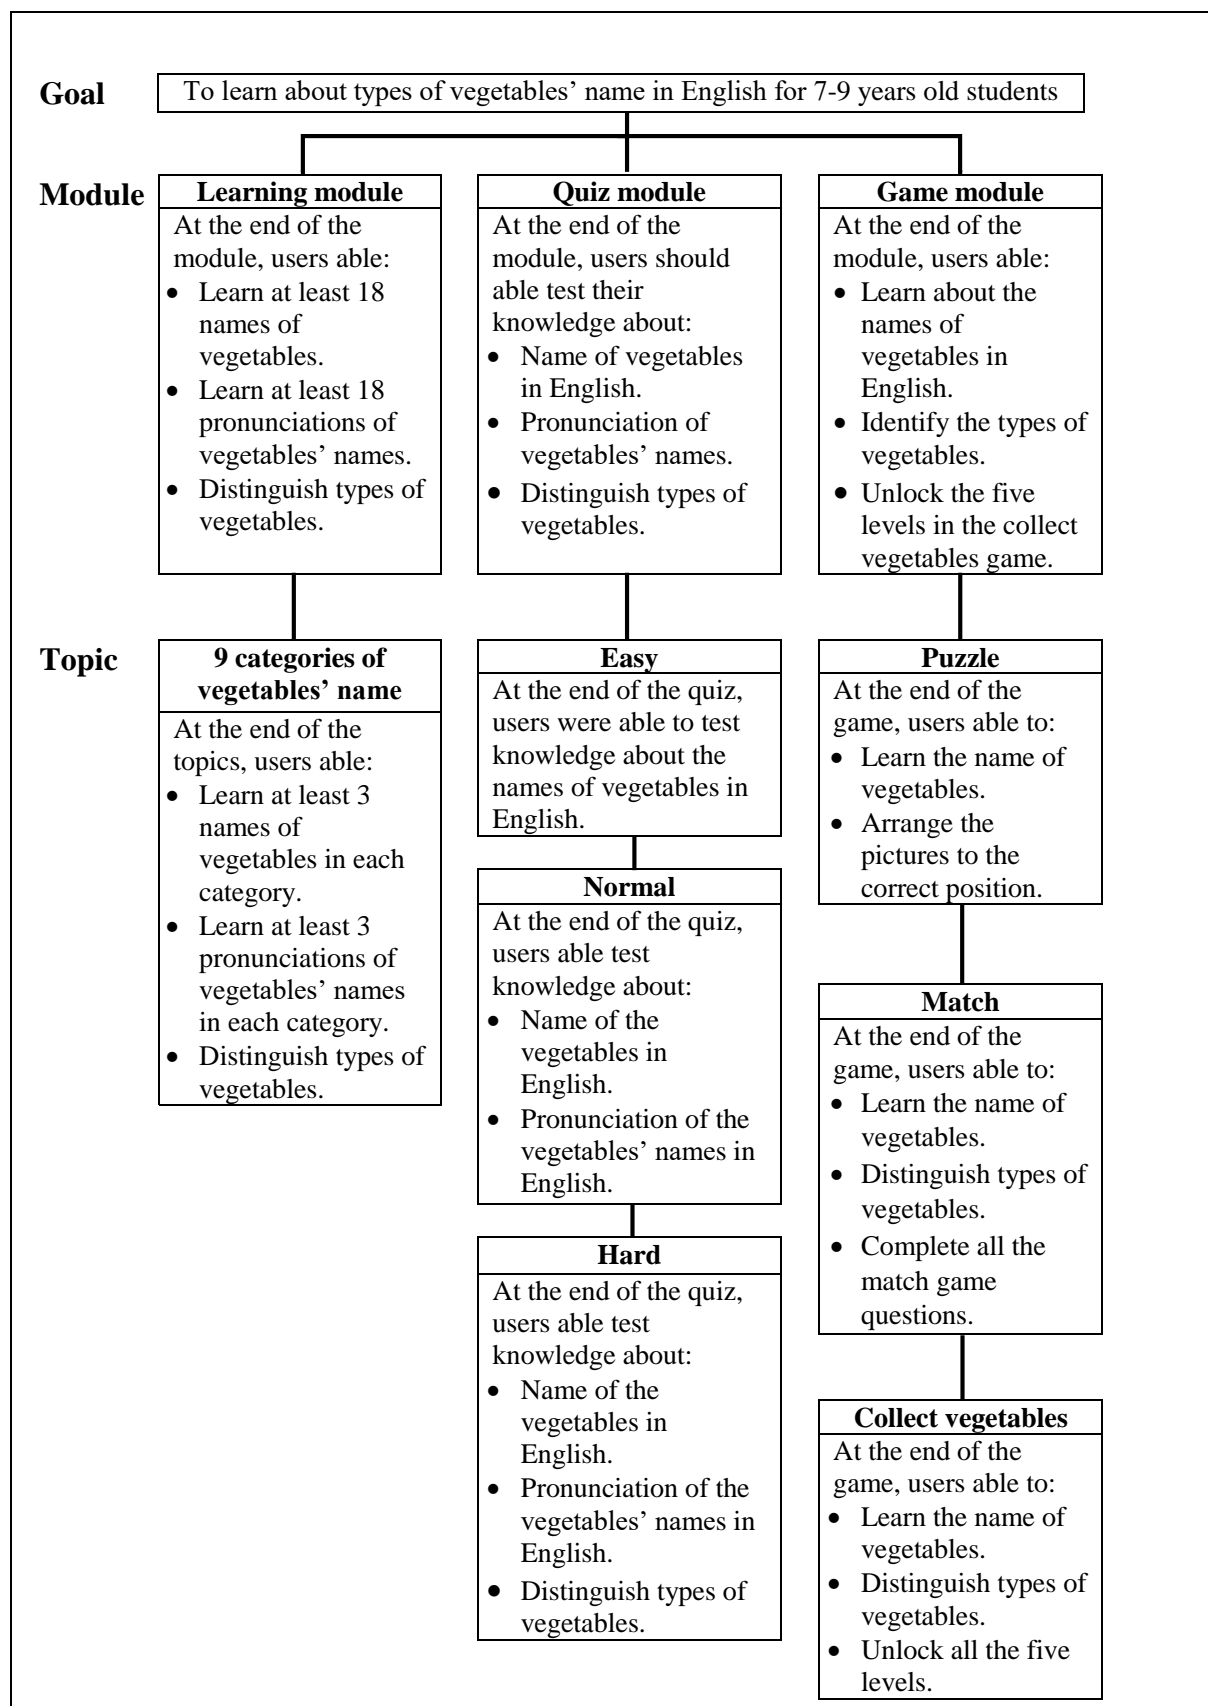 Goal
To learn about types of vegetables’ name in English for 7-9 years old students
Module
Learning module
At the end of the
module, users able:
• Learn at least 18
names of
vegetables.
• Learn at least 18
pronunciations of
vegetables’ names.
• Distinguish types of
vegetables.
Quiz module
At the end of the
module, users should
able test their
knowledge about:
• Name of vegetables
in English.
• Pronunciation of
vegetables’ names.
• Distinguish types of
vegetables.
Game module
At the end of the
module, users able:
• Learn about the
names of
vegetables in
English.
• Identify the types of
vegetables.
• Unlock the five
levels in the collect
vegetables game.
Topic
9 categories of
vegetables’ name
At the end of the
topics, users able:
• Learn at least 3
names of
vegetables in each
category.
• Learn at least 3
pronunciations of
vegetables’ names
in each category.
• Distinguish types of
vegetables.
Easy
At the end of the quiz,
users were able to test
knowledge about the
names of vegetables in
English.
Normal
At the end of the quiz,
users able test
knowledge about:
• Name of the
vegetables in
English.
• Pronunciation of the
vegetables’ names in
English.
Hard
At the end of the quiz,
users able test
knowledge about:
• Name of the
vegetables in
English.
• Pronunciation of the
vegetables’ names in
English.
• Distinguish types of
vegetables.
Puzzle
At the end of the
game, users able to:
• Learn the name of
vegetables.
• Arrange the
pictures to the
correct position.
Match
At the end of the
game, users able to:
• Learn the name of
vegetables.
• Distinguish types of
vegetables.
• Complete all the
match game
questions.
Collect vegetables
At the end of the
game, users able to:
• Learn the name of
vegetables.
• Distinguish types of
vegetables.
• Unlock all the five
levels.